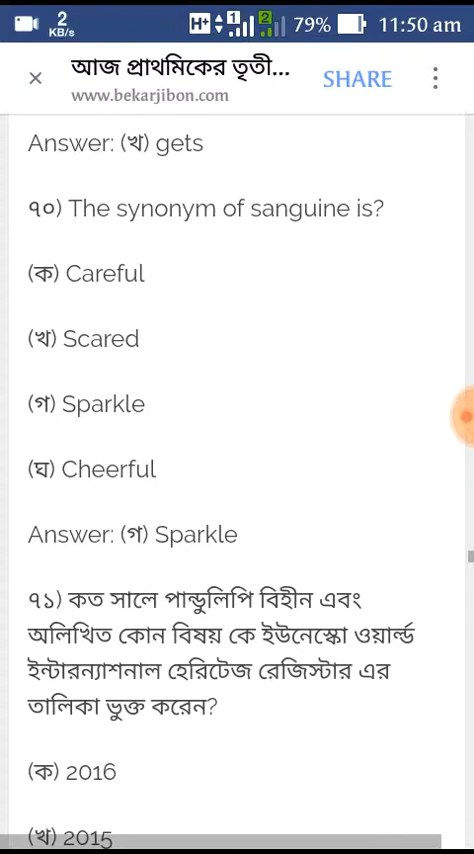 2
KB/s
H+
1
2
79%
11:50 am
আজ প্রাথমিকের তৃতী...
www.bekarjibon.com
SHARE
Answer: (খ) gets
৭০) The synonym of sanguine is?
(ক) Careful
(খ) Scared
(গ) Sparkle
(ঘ) Cheerful
Answer: (গ) Sparkle
৭১) কত সালে পান্ডুলিপি বিহীন এবং
অলিখিত কোন বিষয় কে ইউনেস্কো ওয়ার্ল্ড
ইন্টারন্যাশনাল হেরিটেজ রেজিস্টার এর
তালিকা ভুক্ত করেন?
(ক) 2016
(খ) 2015